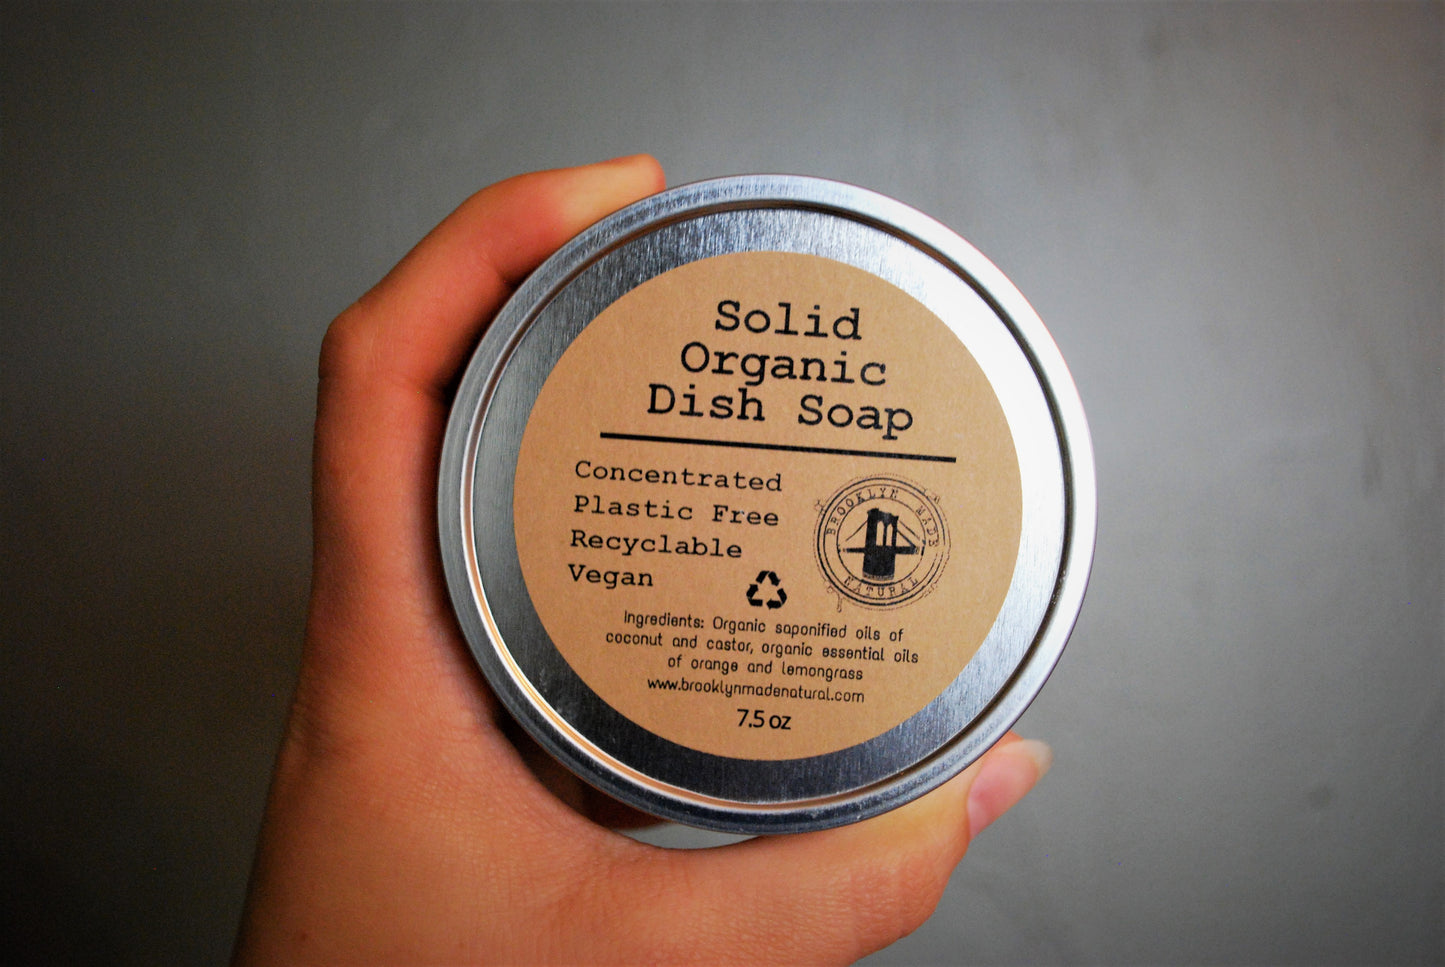 Solid
Organic
Dish Soap
Concentrated
Plastic Free
Recyclable
Vegan
BROOKLYN MADE
NATURAL
Ingredients: Organic saponified oils of
coconut and castor, organic essential oils
of orange and lemongrass
www.brooklynmadenatural.com
7.5 oz